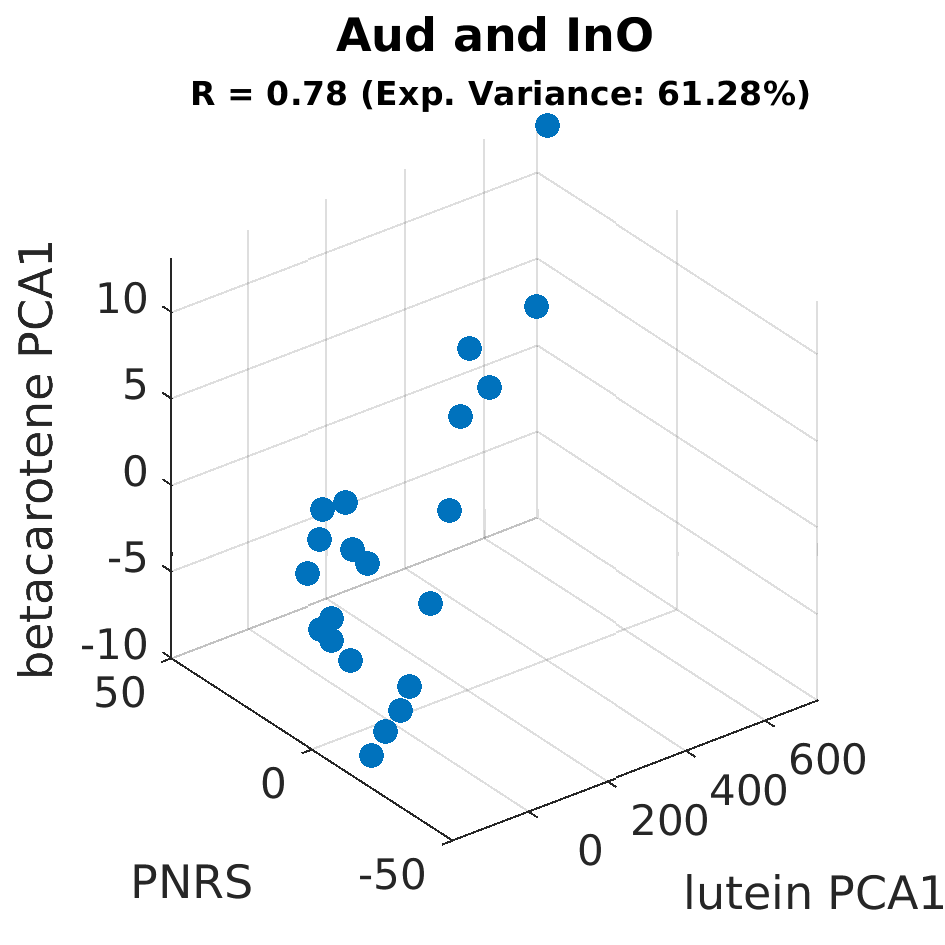 Aud and InO
R = 0.78 (Exp. Variance: 61.28%)
betacarotene PCA1
10
5
0
-5
-10
50
0
-50
PNRS
0
200
400
600
lutein PCA1